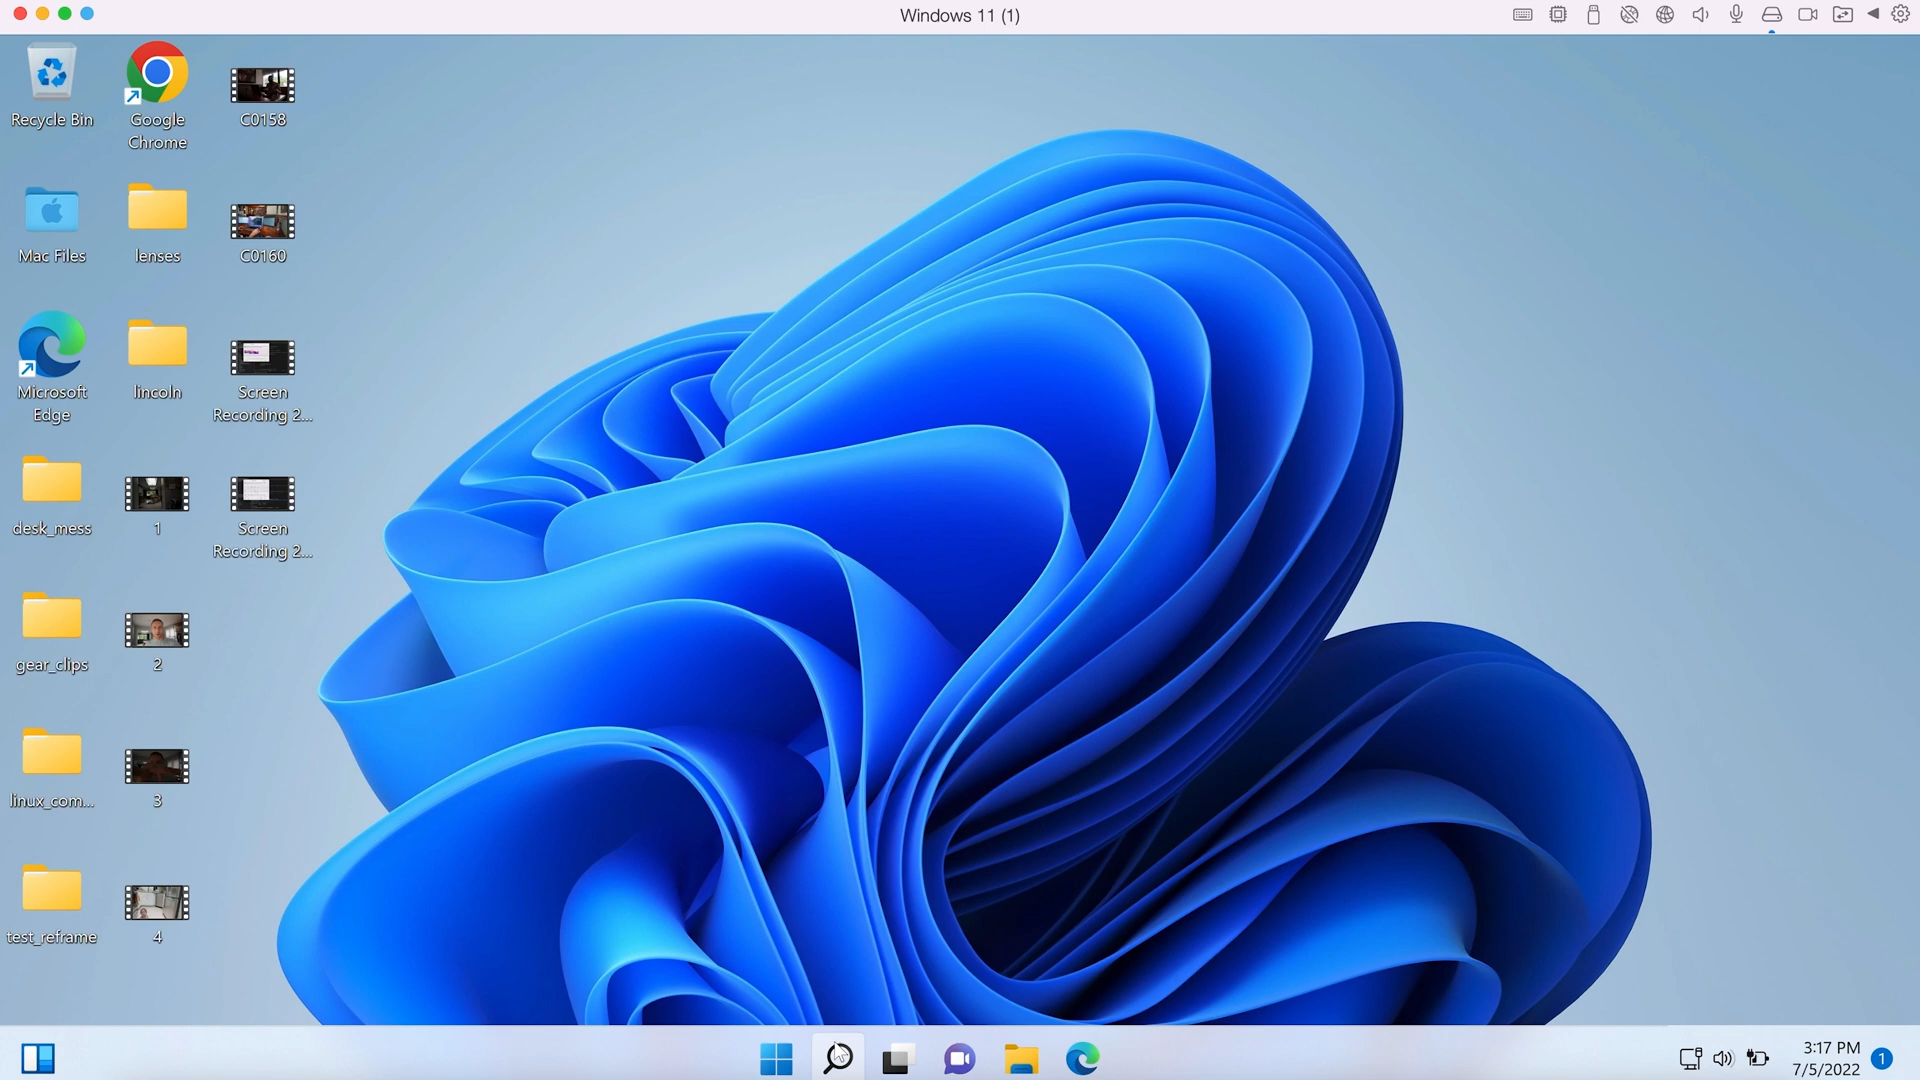 Windows 11 (1)
Recycle Bin
Google
Chrome
C0158
Mac Files
lenses
C0160
Microsoft
Edge
lincoln
Screen
Recording 2...
desk_mess
1
Screen
Recording 2...
gear_clips
2
linux_com...
3
test_reframe
4
3:17 PM
7/5/2022
1